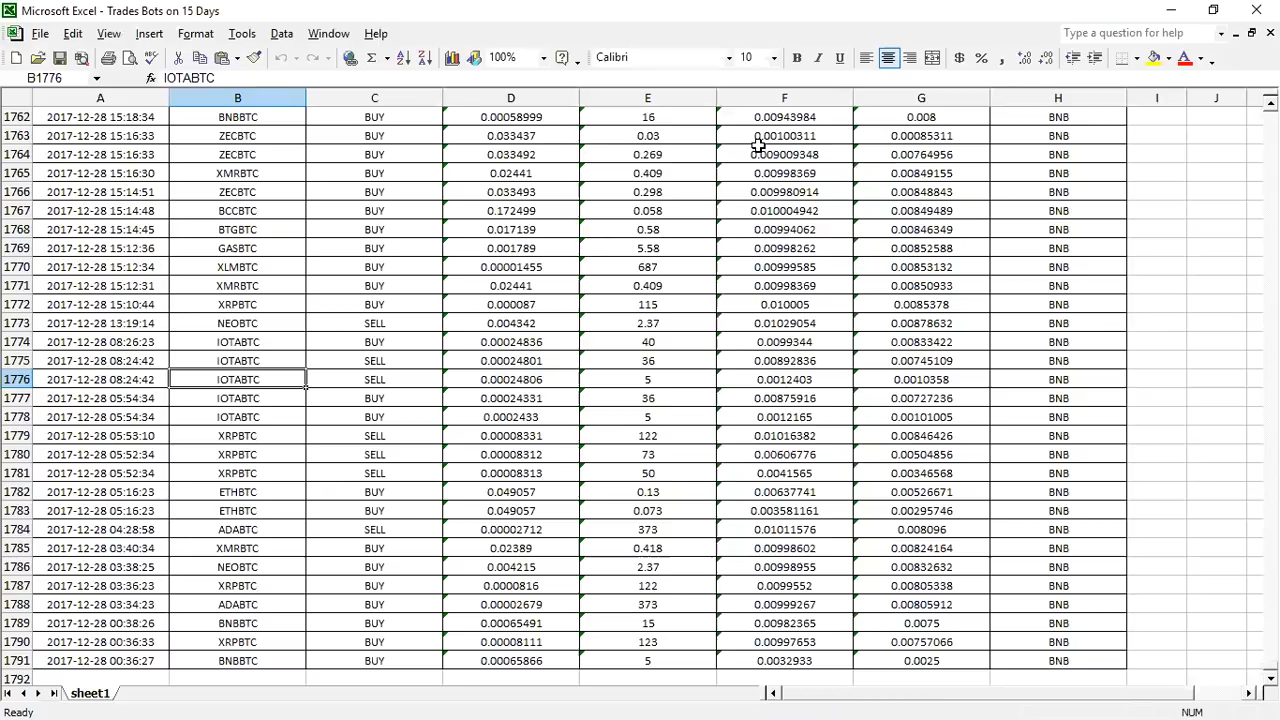 Microsoft Excel - Trades Bots on 15 Days
File Edit View Insert Format Tools Data Window Help Type a question for help
100% Calibri 10 B I U
B1776 fx IOTABTC
A B C D E F G H I J
1762 2017-12-28 15:18:34 BNBBTC BUY 0.00058999 16 0.00943984 0.008 BNB
1763 2017-12-28 15:16:33 ZECBTC BUY 0.033437 0.03 0.00100311 0.00085311 BNB
1764 2017-12-28 15:16:33 ZECBTC BUY 0.033492 0.269 0.009009348 0.00764956 BNB
1765 2017-12-28 15:16:30 XMRBTC BUY 0.02441 0.409 0.00998369 0.00849155 BNB
1766 2017-12-28 15:14:51 ZECBTC BUY 0.033493 0.298 0.009980914 0.00848843 BNB
1767 2017-12-28 15:14:48 BCCBTC BUY 0.172499 0.058 0.010004942 0.00849489 BNB
1768 2017-12-28 15:14:45 BTGBTC BUY 0.017139 0.58 0.00994062 0.00846349 BNB
1769 2017-12-28 15:12:36 GASBTC BUY 0.001789 5.58 0.00998262 0.00852588 BNB
1770 2017-12-28 15:12:34 XLMBTC BUY 0.00001455 687 0.00999585 0.00853132 BNB
1771 2017-12-28 15:12:31 XMRBTC BUY 0.02441 0.409 0.00998369 0.00850933 BNB
1772 2017-12-28 15:10:44 XRPBTC BUY 0.000087 115 0.010005 0.0085378 BNB
1773 2017-12-28 13:19:14 NEOBTC SELL 0.004342 2.37 0.01029054 0.00878632 BNB
1774 2017-12-28 08:26:23 IOTABTC BUY 0.00024836 40 0.0099344 0.00833422 BNB
1775 2017-12-28 08:24:42 IOTABTC SELL 0.00024801 36 0.00892836 0.00745109 BNB
1776 2017-12-28 08:24:42 IOTABTC SELL 0.00024806 5 0.0012403 0.0010358 BNB
1777 2017-12-28 05:54:34 IOTABTC BUY 0.00024331 36 0.00875916 0.00727236 BNB
1778 2017-12-28 05:54:34 IOTABTC BUY 0.0002433 5 0.0012165 0.00101005 BNB
1779 2017-12-28 05:53:10 XRPBTC SELL 0.00008331 122 0.01016382 0.00846426 BNB
1780 2017-12-28 05:52:34 XRPBTC SELL 0.00008312 73 0.00606776 0.00504856 BNB
1781 2017-12-28 05:52:34 XRPBTC SELL 0.00008313 50 0.0041565 0.00346568 BNB
1782 2017-12-28 05:16:23 ETHBTC BUY 0.049057 0.13 0.00637741 0.00526671 BNB
1783 2017-12-28 05:16:23 ETHBTC BUY 0.049057 0.073 0.003581161 0.00295746 BNB
1784 2017-12-28 04:28:58 ADABTC SELL 0.00002712 373 0.01011576 0.008096 BNB
1785 2017-12-28 03:40:34 XMRBTC BUY 0.02389 0.418 0.00998602 0.00824164 BNB
1786 2017-12-28 03:38:25 NEOBTC BUY 0.004215 2.37 0.00998955 0.00832632 BNB
1787 2017-12-28 03:36:23 XRPBTC BUY 0.0000816 122 0.0099552 0.00805338 BNB
1788 2017-12-28 03:34:23 ADABTC BUY 0.00002679 373 0.00999267 0.00805912 BNB
1789 2017-12-28 00:38:26 BNBBTC BUY 0.00065491 15 0.00982365 0.0075 BNB
1790 2017-12-28 00:36:33 XRPBTC BUY 0.00008111 123 0.00997653 0.00757066 BNB
1791 2017-12-28 00:36:27 BNBBTC BUY 0.00065866 5 0.0032933 0.0025 BNB
1792
sheet1
Ready NUM